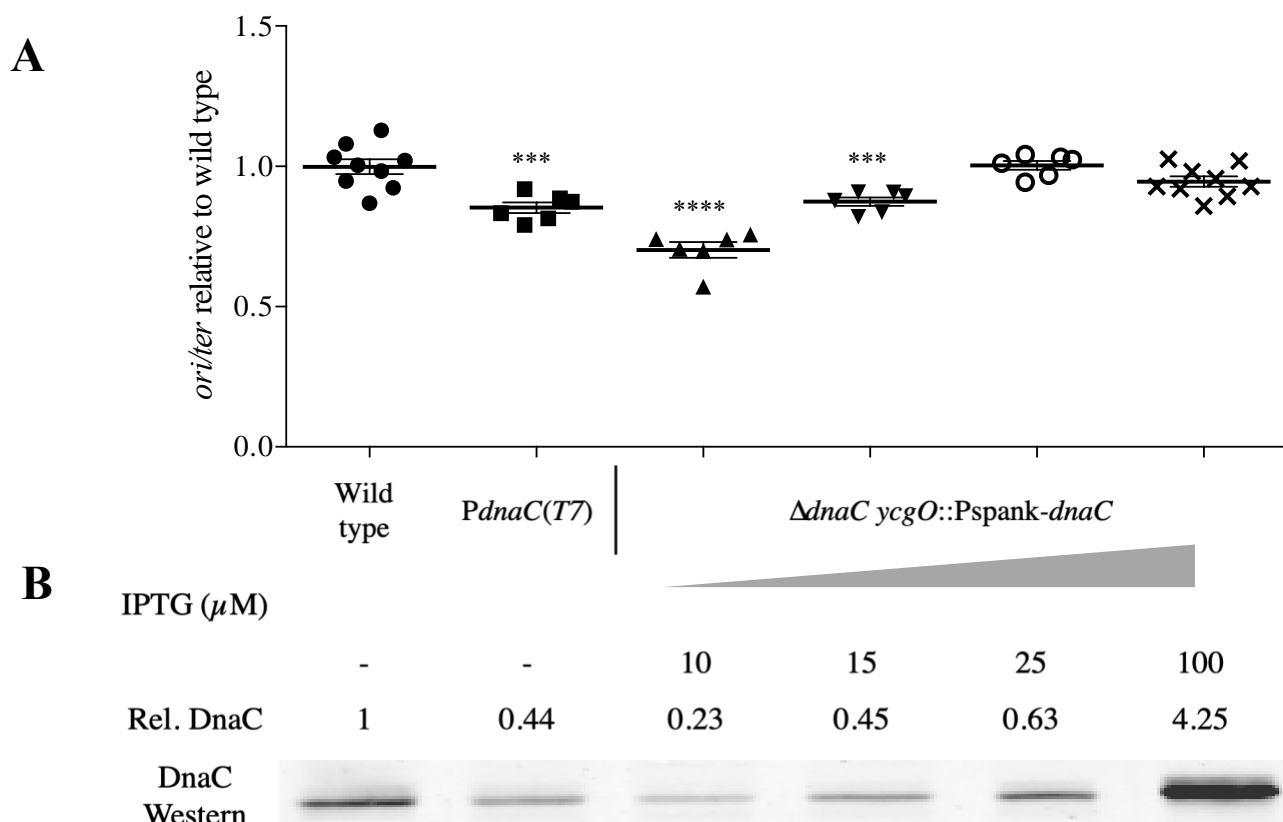 A
ori/ter relative to wild type
1.5
1.0
0.5
0.0
***
****
***
Wild
type
PdnaC(T7)
ΔdnaC ycgO::Pspank-dnaC
B
IPTG (µM)
- - 10 15 25 100
Rel. DnaC 1 0.44 0.23 0.45 0.63 4.25
DnaC
Western